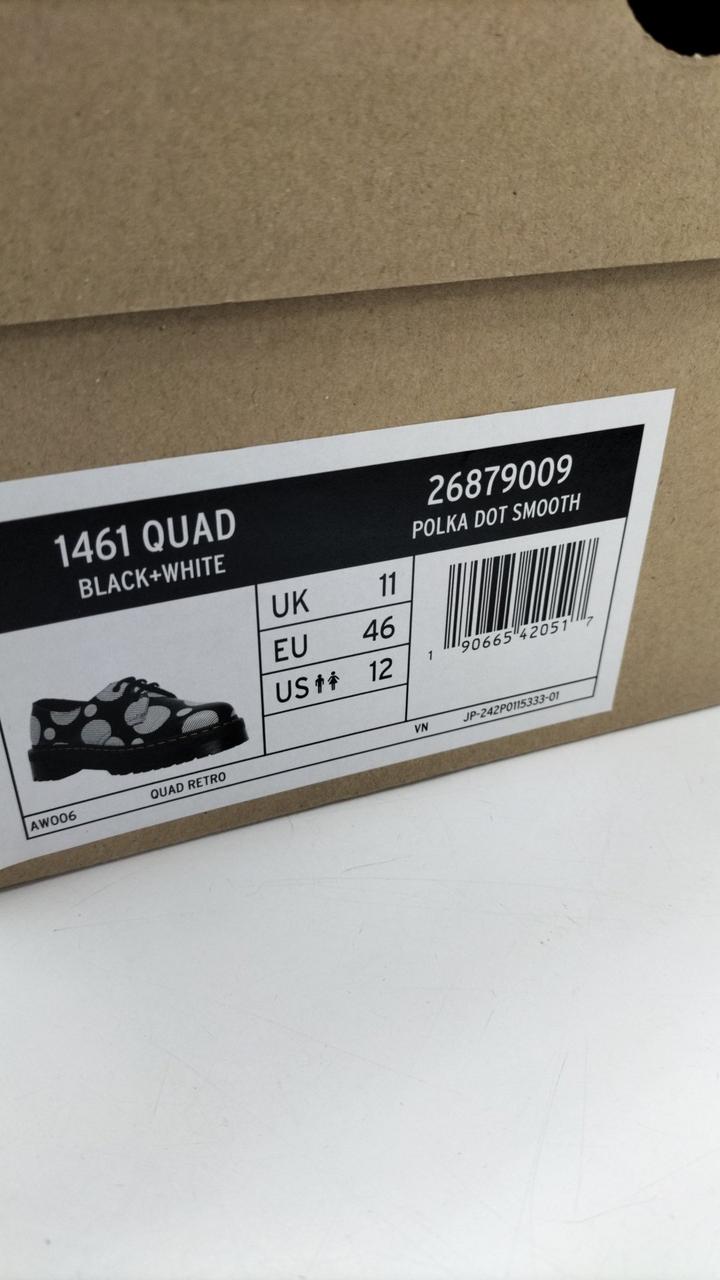 1461 QUAD
BLACK+WHITE
26879009
POLKA DOT SMOOTH
UK 11
EU 46
US 12
1 90665 42051 7
AW006 QUAD RETRO VN JP-242P0115333-01